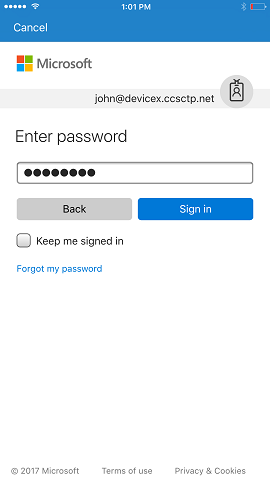 1:01 PM
Cancel
Microsoft
john@devicex.ccsctp.net
Enter password
Back Sign in
Keep me signed in
Forgot my password
© 2017 Microsoft Terms of use Privacy & Cookies